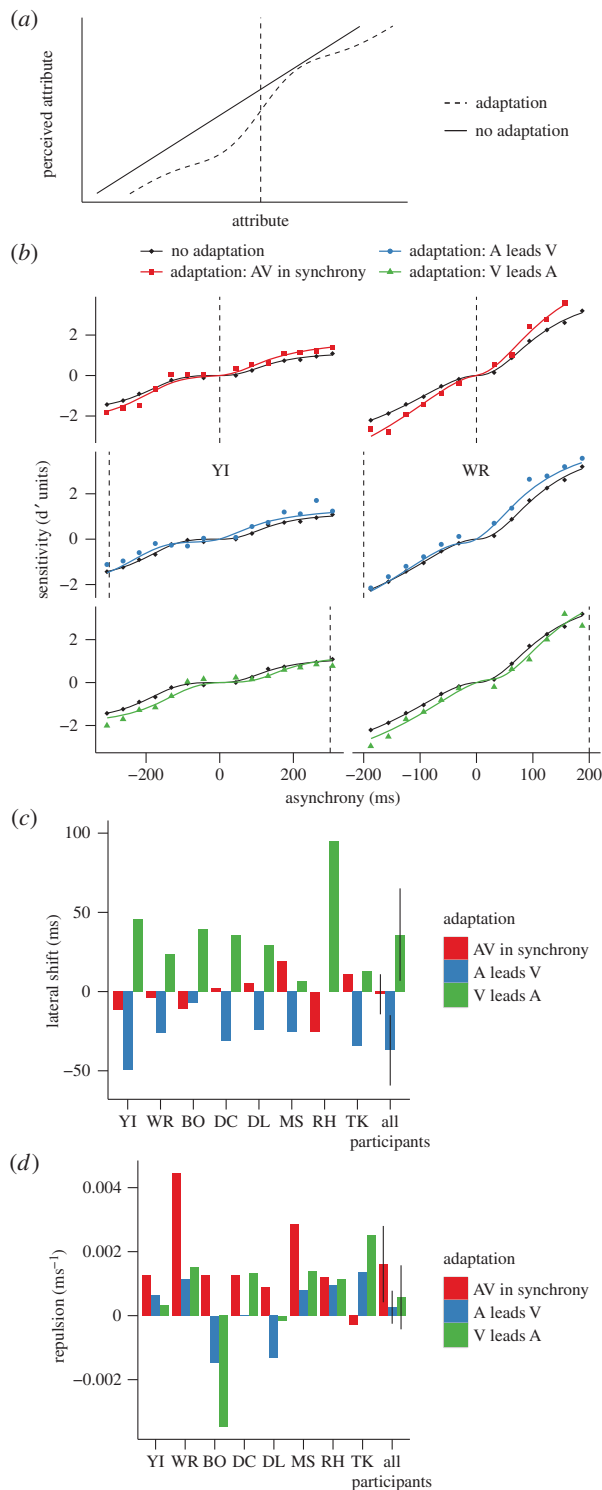 (a)
perceived attribute
attribute
adaptation
no adaptation
(b)
no adaptation
adaptation: A leads V
adaptation: AV in synchrony
adaptation: V leads A
sensitivity (d′ units)
2
0
−2
YI
WR
2
0
−2
2
0
−2
−200 0 200 −200 −100 0 100 200
asynchrony (ms)
(c)
lateral shift (ms)
100
50
0
−50
YI WR BO DC DL MS RH TK all
participants
adaptation
AV in synchrony
A leads V
V leads A
(d)
repulsion (ms−1)
0.004
0.002
0
−0.002
YI WR BO DC DL MS RH TK all
participants
adaptation
AV in synchrony
A leads V
V leads A